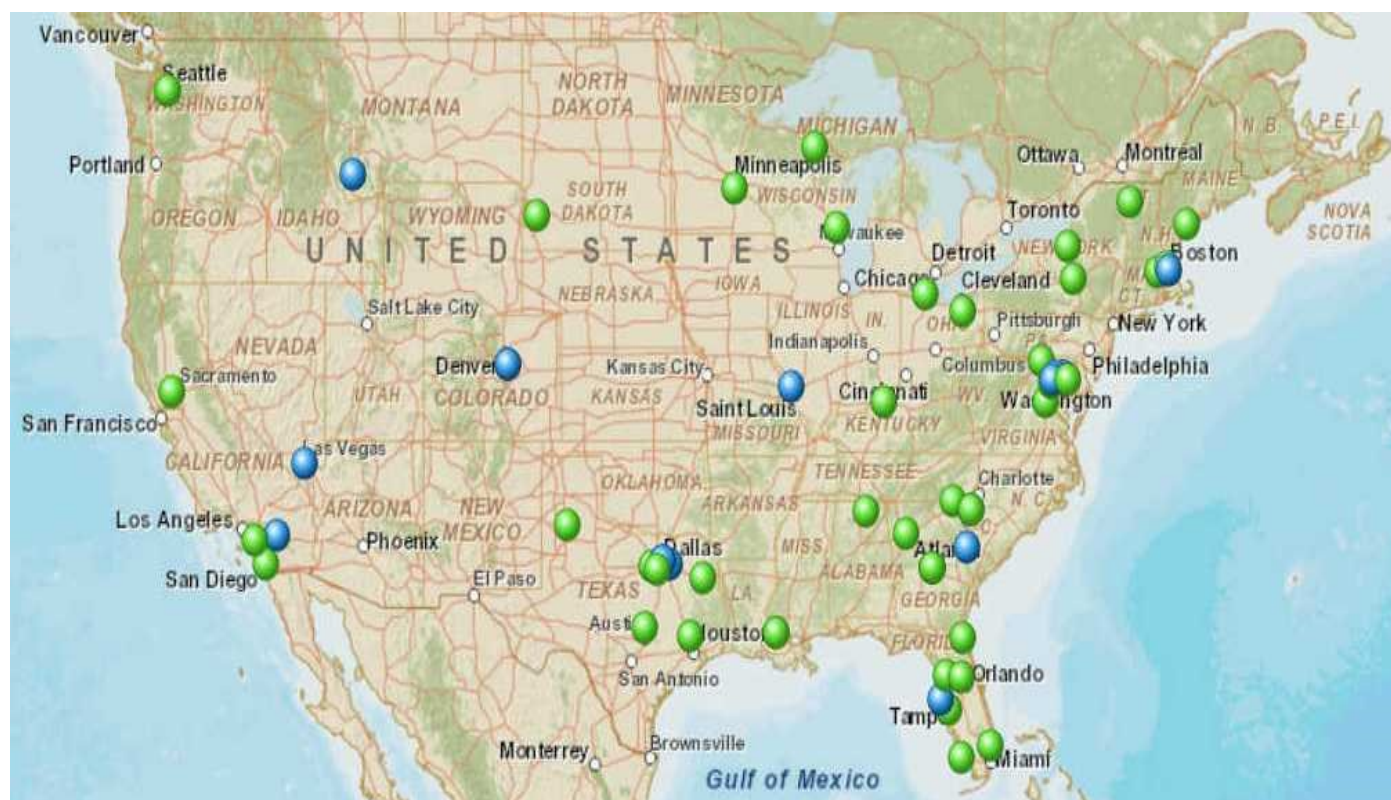 Vancouver
Seattle
WASHINGTON
MONTANA
NORTH
DAKOTA
MINNESOTA
MICHIGAN
N.B.
P.E.I.
Portland
Minneapolis
Ottawa
Montreal
MAINE
OREGON
IDAHO
WYOMING
SOUTH
DAKOTA
WISCONSIN
Toronto
N.H.
NOVA
SCOTIA
UNITED STATES
Detroit
Boston
Chicago
Cleveland
Salt Lake City
NEBRASKA
IOWA
ILLINOIS
IN.
CT.
Pittsburgh
New York
NEVADA
Indianapolis
Sacramento
Denver
Kansas City
Columbus
PA.
Philadelphia
UTAH
COLORADO
KANSAS
WV.
San Francisco
Saint Louis
MISSOURI
KENTUCKY
VIRGINIA
CALIFORNIA
Las Vegas
OKLAHOMA
TENNESSEE
Charlotte
N.C.
ARIZONA
NEW
MEXICO
ARKANSAS
Los Angeles
Phoenix
Dallas
MISS.
San Diego
El Paso
TEXAS
LA.
ALABAMA
GEORGIA
San Antonio
Orlando
Monterrey
Brownsville
Miami
Gulf of Mexico